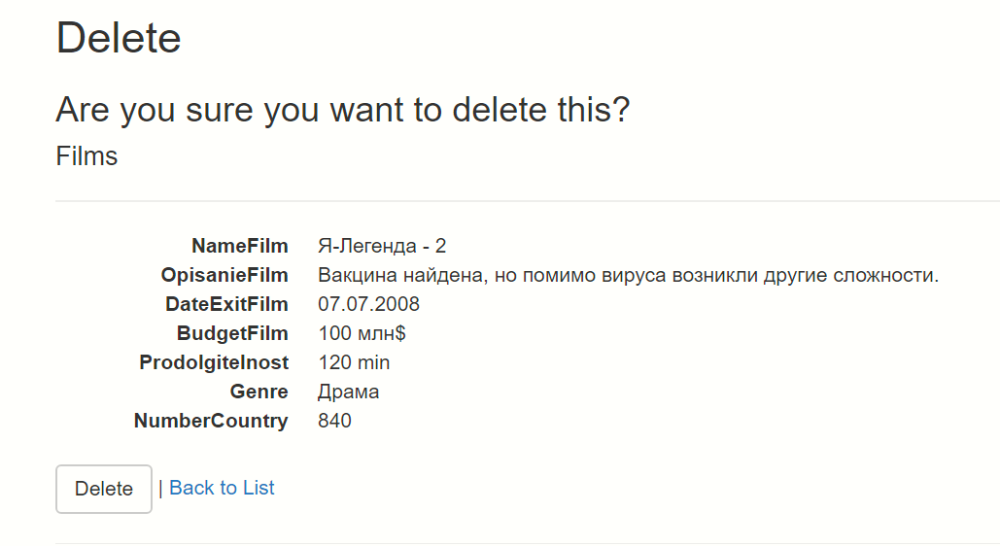 Delete
Are you sure you want to delete this?
Films
NameFilm Я-Легенда - 2
OpisanieFilm Вакцина найдена, но помимо вируса возникли другие сложности.
DateExitFilm 07.07.2008
BudgetFilm 100 млн$
Prodolgitelnost 120 min
Genre Драма
NumberCountry 840
Delete | Back to List